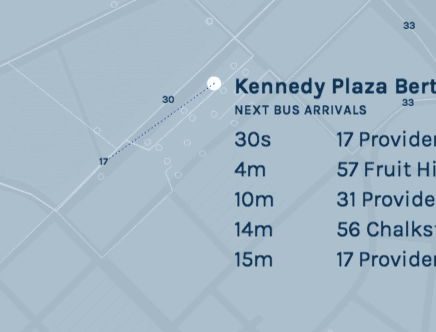 33
Kennedy Plaza Bert
30
NEXT BUS ARRIVALS
33
30s 17 Provider
4m 57 Fruit Hi
17
10m 31 Provide
14m 56 Chalks
15m 17 Provider